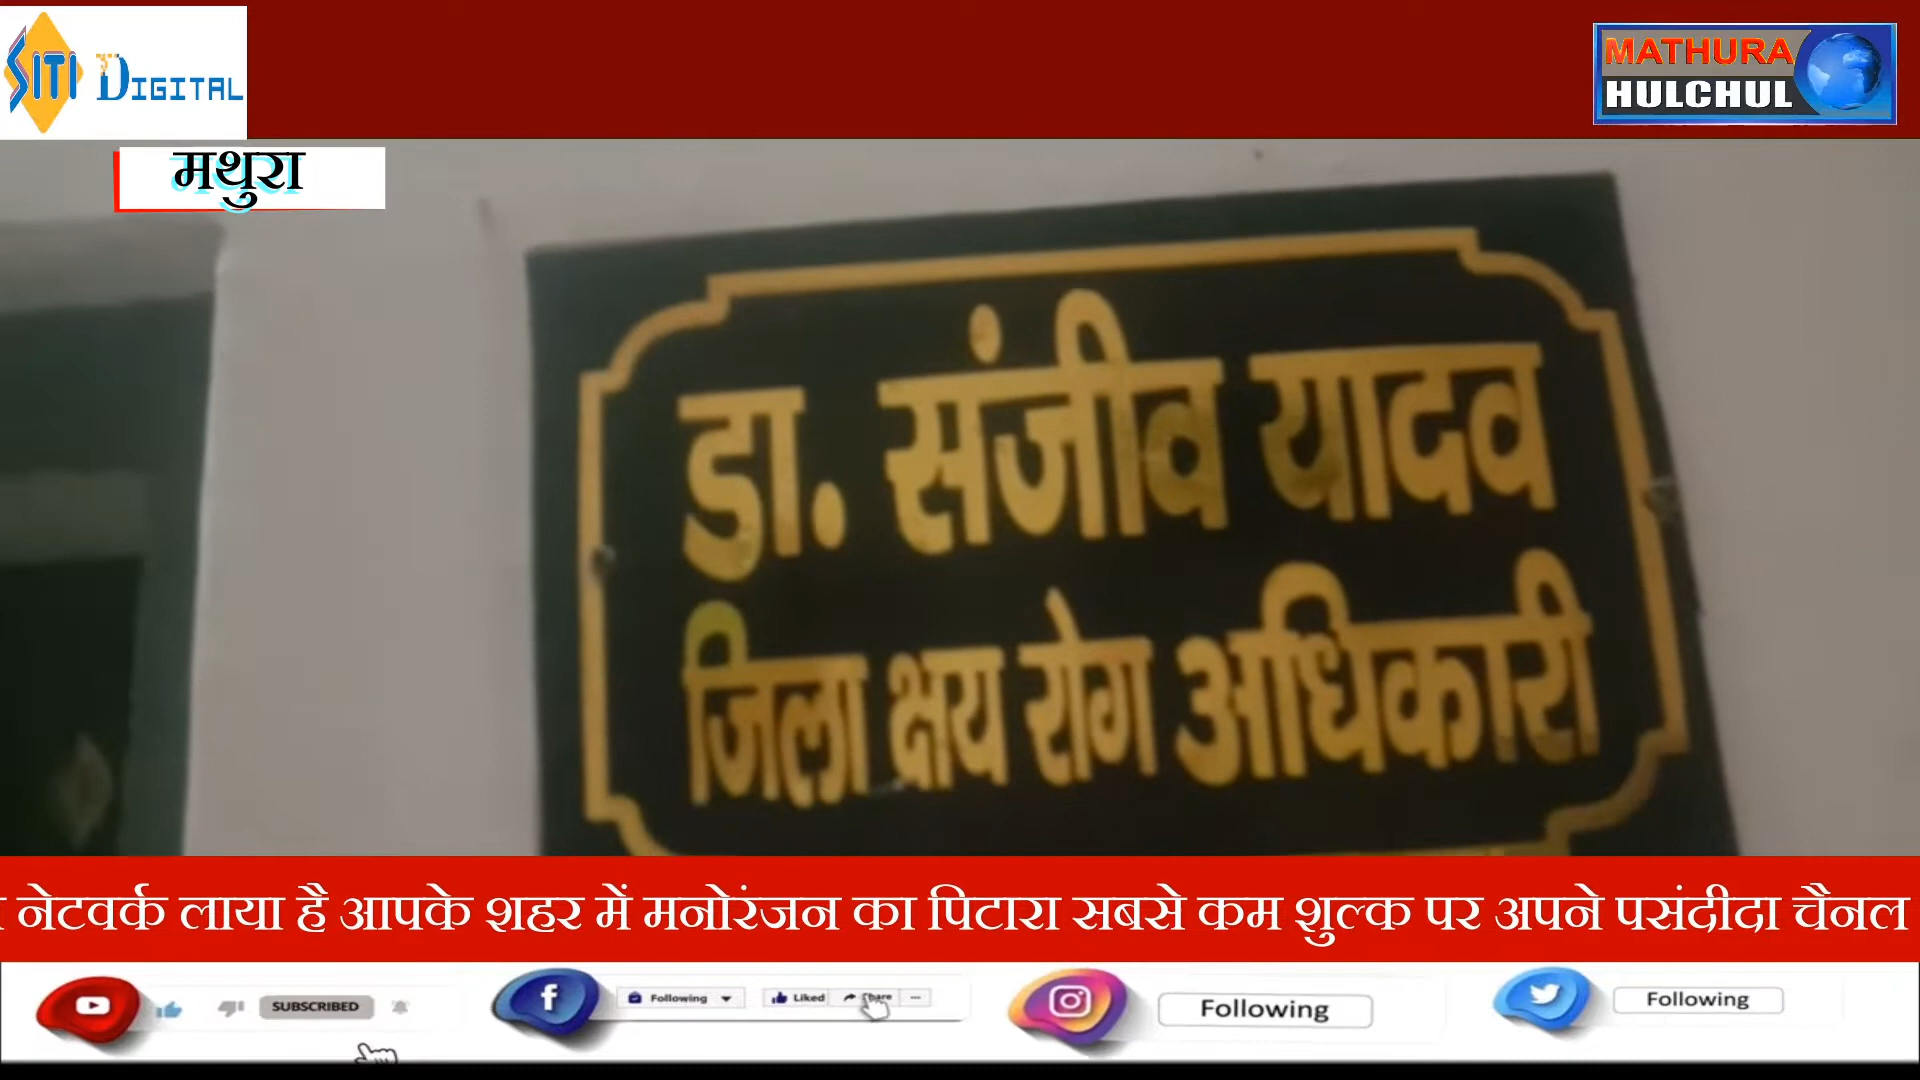 SITI DIGITAL
MATHURA
HULCHUL
मथुरा
डा. संजीव यादव
जिला क्षय रोग अधिकारी
नेटवर्क लाया है आपके शहर में मनोरंजन का पिटारा सबसे कम शुल्क पर अपने पसंदीदा चैनल
SUBSCRIBED
Following
Liked
Share
Following
Following